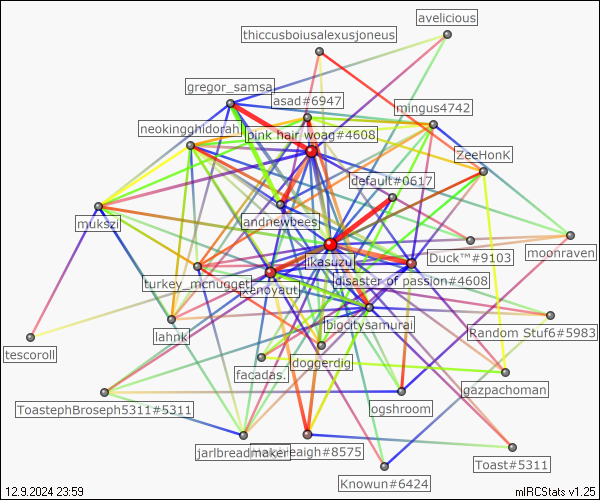 avelicious
thiccusboiusalexusjoneus
gregor_samsa
asad#6947
mingus4742
neokingghidorah
pink hair woag#4608
ZeeHonK
default#0617
mukszi
andnewbees
ikasuzu
Duck™#9103
moonraven
turkey_mcnugget
xenoyaut
disaster of passion#4608
bigcitysamurai
lahnk
Random Stuf6#5983
tescoroll
doggerdig
facadas.
gazpachoman
ToastephBroseph5311#5311
ogshroom
jarlbreadmaker
eaigh#8575
Toast#5311
Knowun#6424
12.9.2024 23:59
mIRCStats v1.25